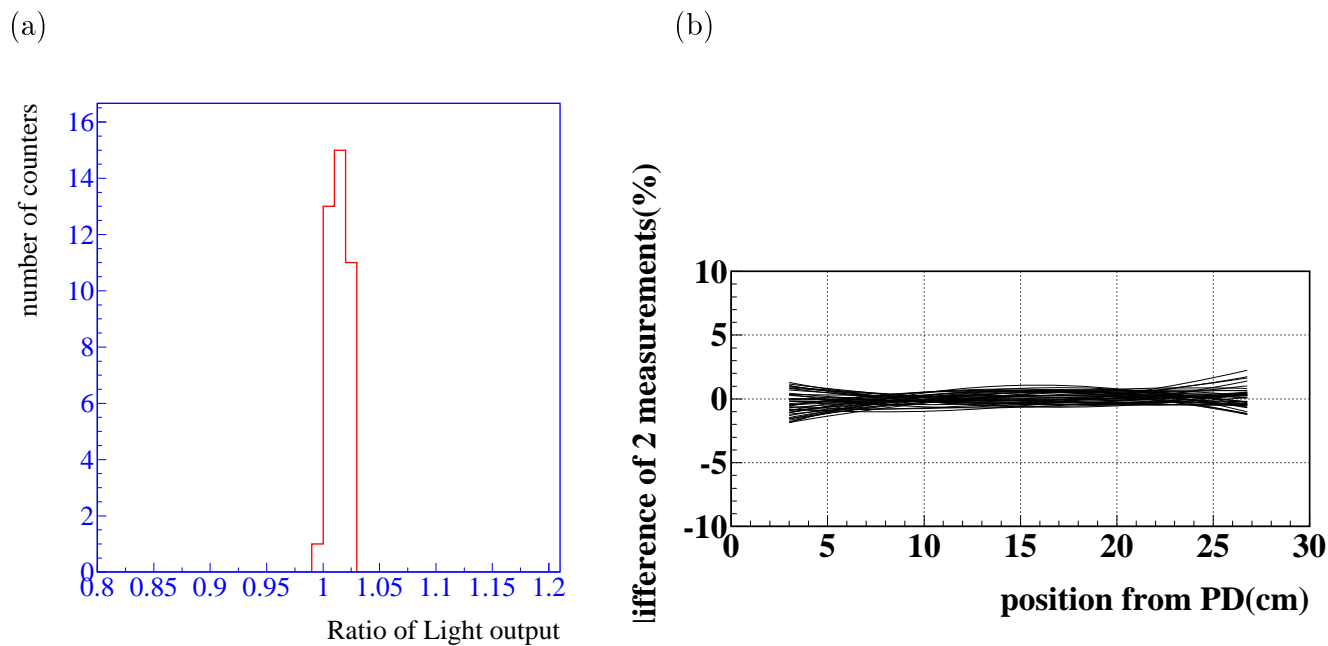 (a)
(b)
number of counters
16
14
12
10
8
6
4
2
0
0.8 0.85 0.9 0.95 1 1.05 1.1 1.15 1.2
Ratio of Light output
ifference of 2 measurements(%)
10
5
0
-5
-10
0 5 10 15 20 25 30
position from PD(cm)